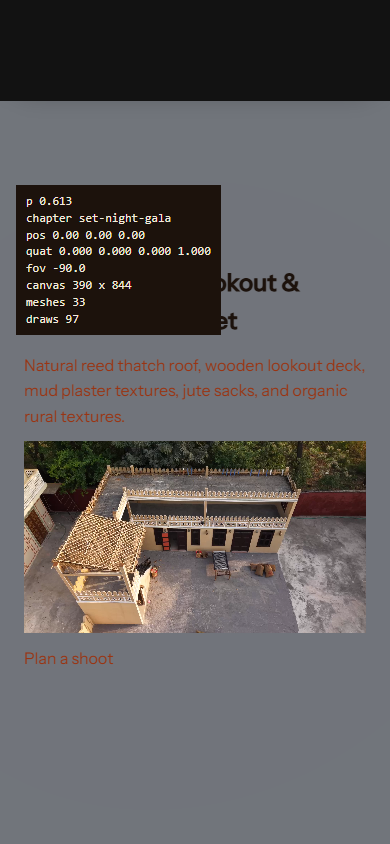 p 0.613
chapter set-night-gala
pos 0.00 0.00 0.00
quat 0.000 0.000 0.000 1.000
fov -90.0
canvas 390 x 844
meshes 33
draws 97
&
Natural reed thatch roof, wooden lookout deck,
mud plaster textures, jute sacks, and organic
rural textures.
Plan a shoot